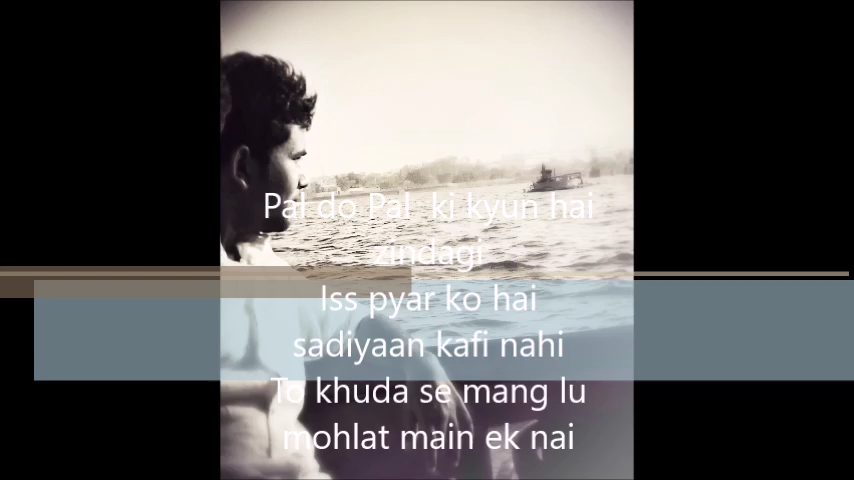 Pal do Pal  ki kyun hai
zindagi
Iss pyar ko hai
sadiyaan kafi nahi
To khuda se mang lu
mohlat main ek nai